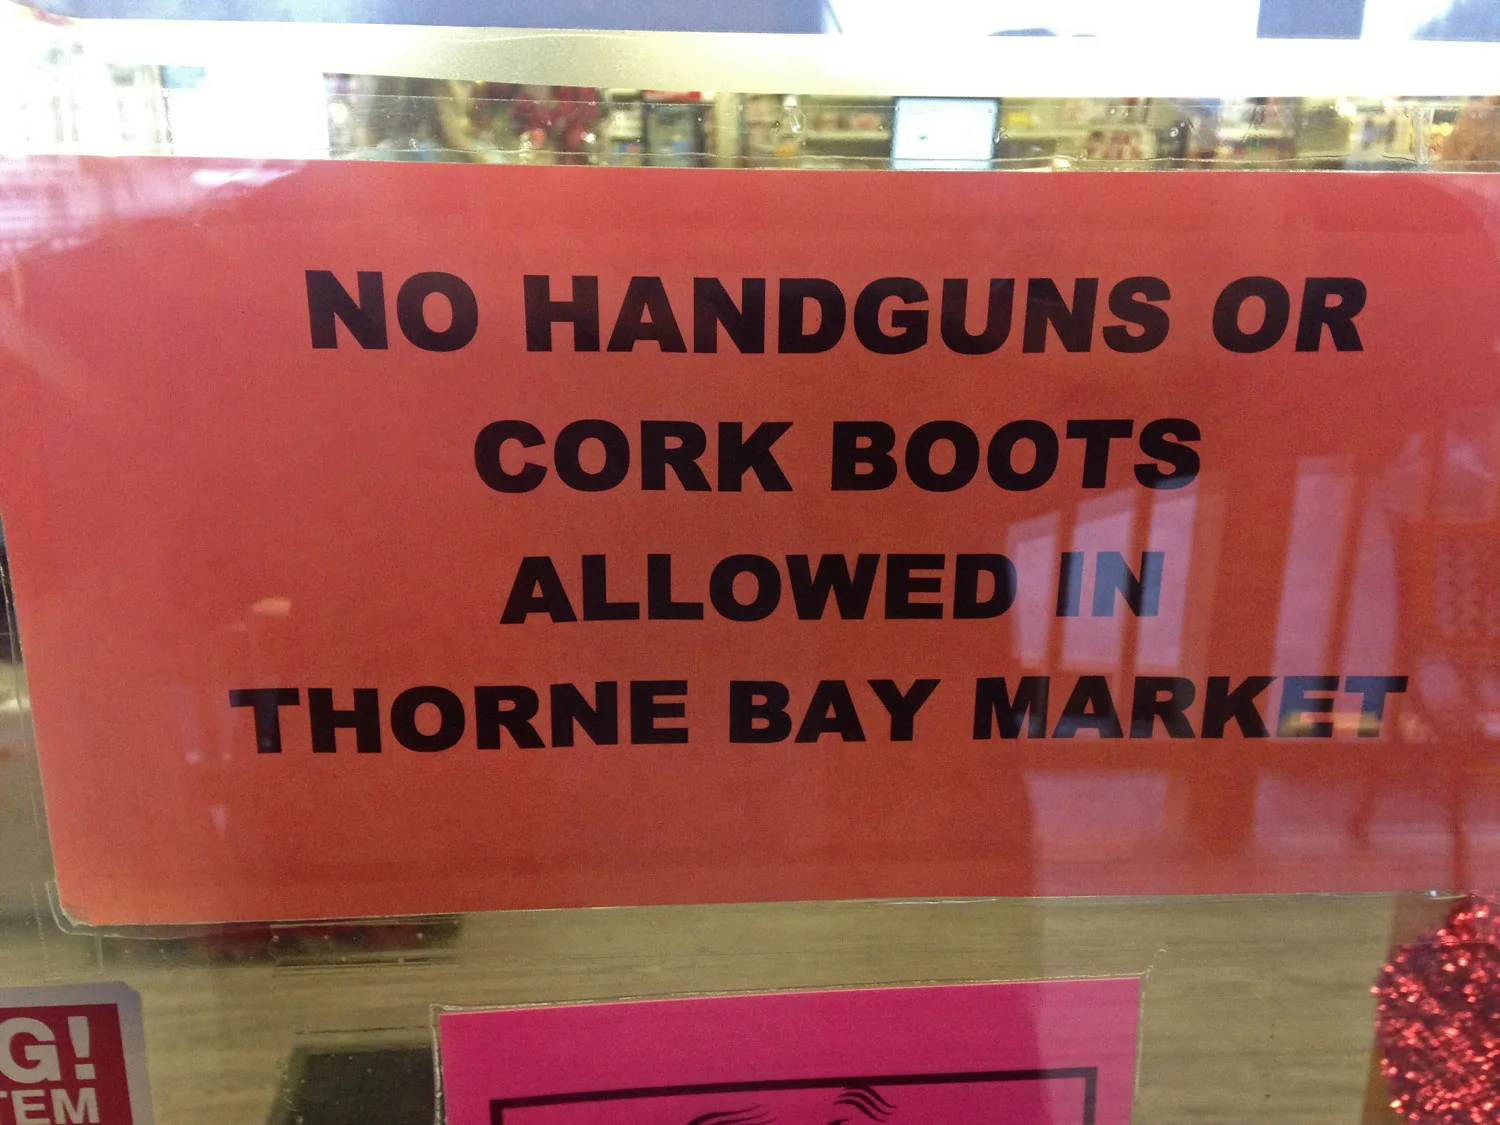 NO HANDGUNS OR
CORK BOOTS
ALLOWED IN
THORNE BAY MARKET
G!
TEM